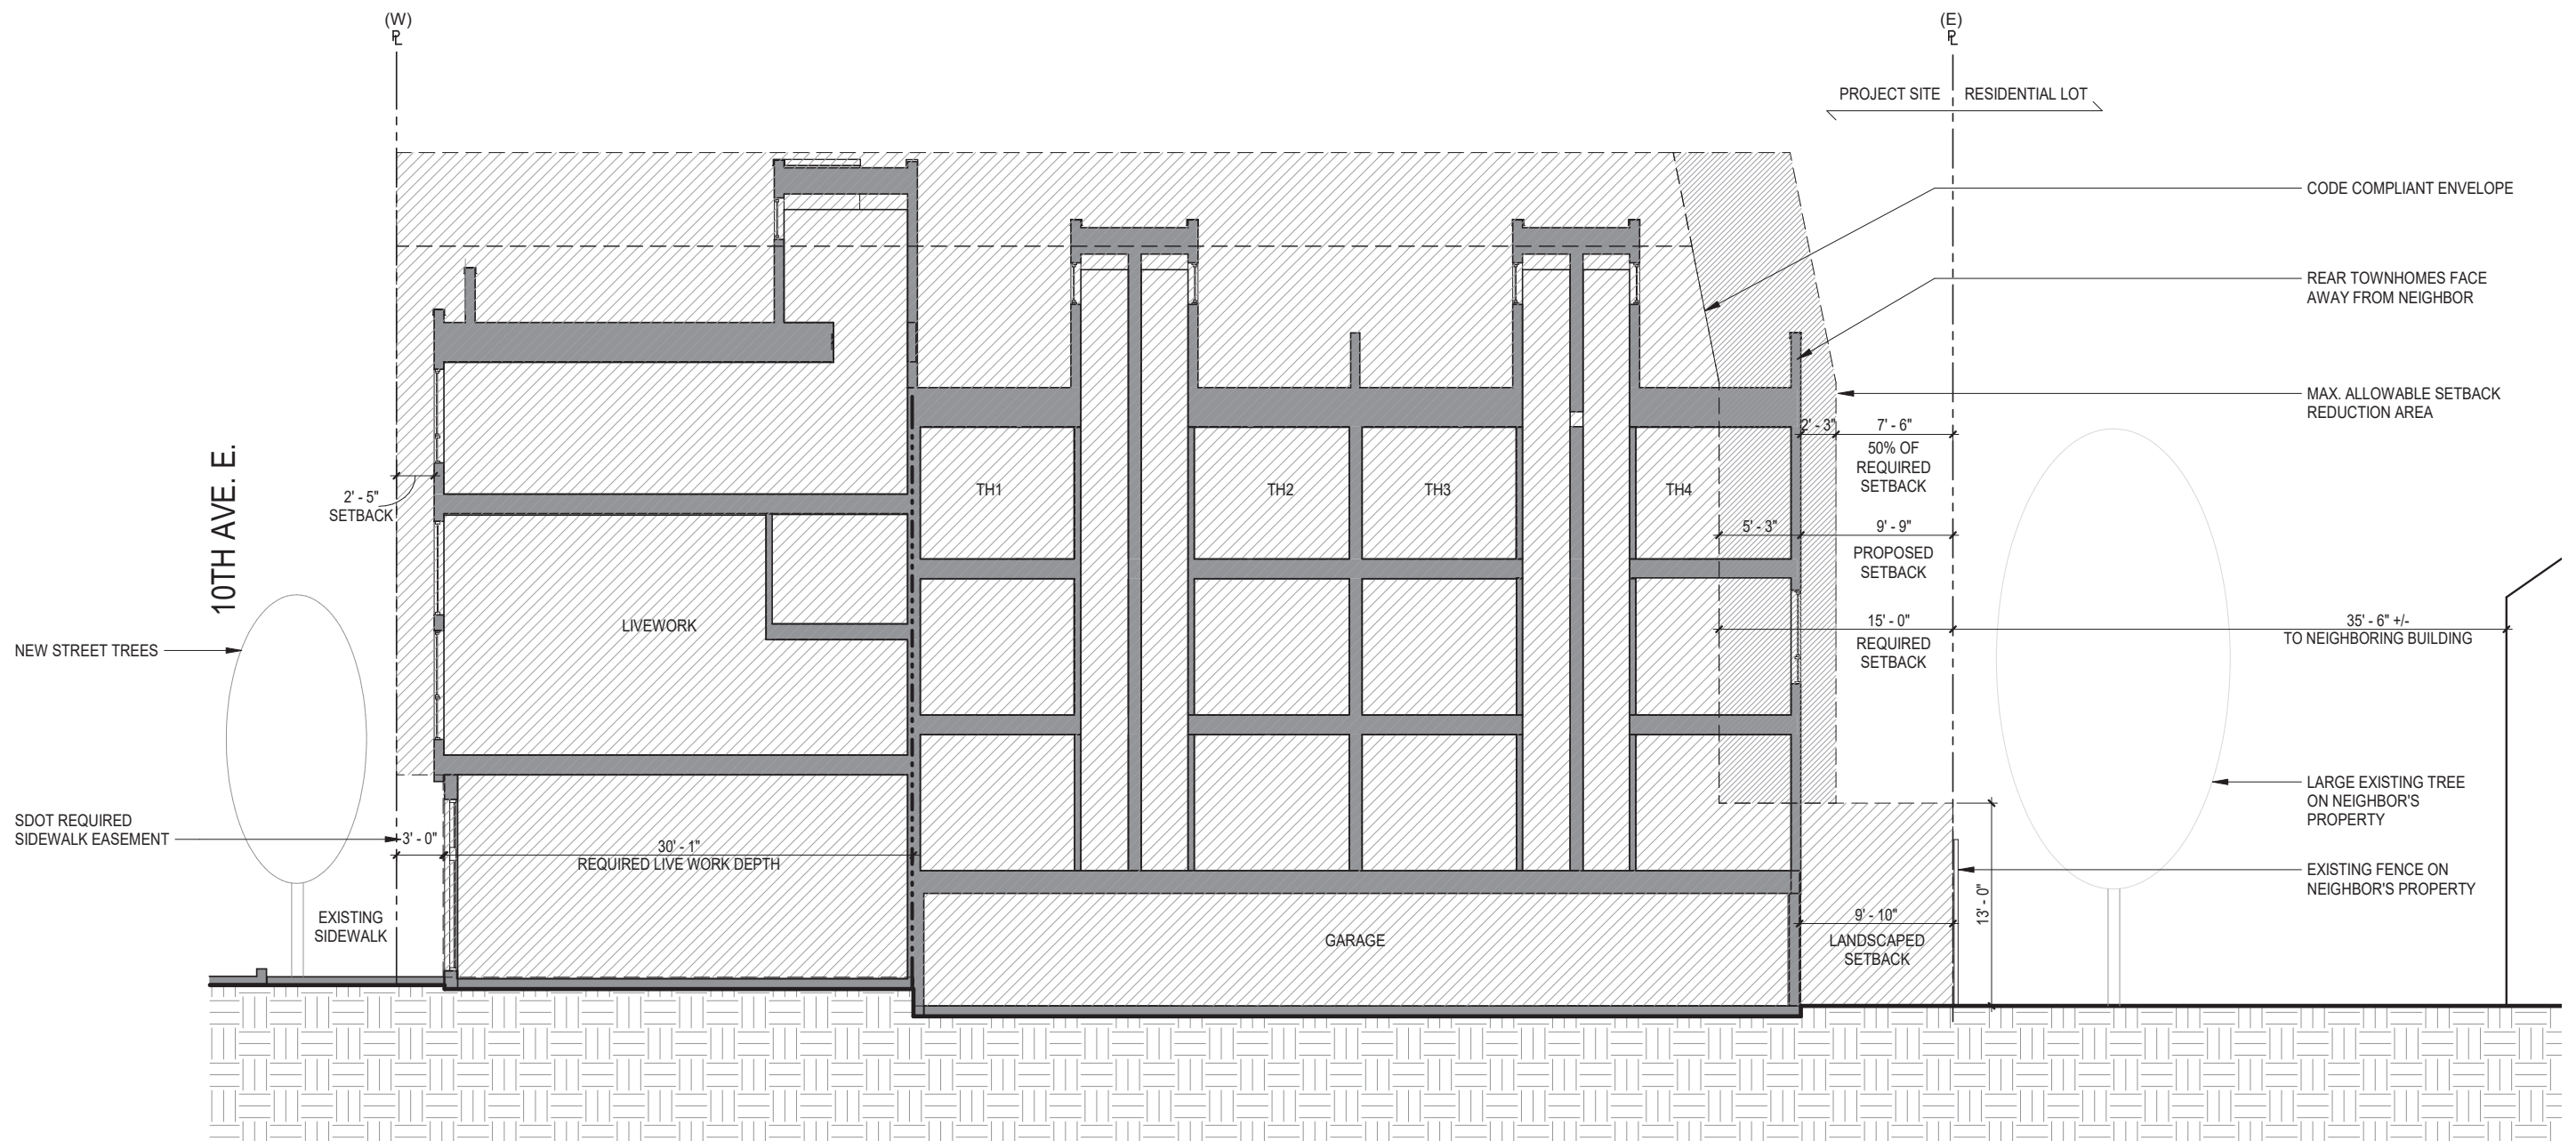 (W)
PL
(E)
PL
PROJECT SITE
RESIDENTIAL LOT
CODE COMPLIANT ENVELOPE
REAR TOWNHOMES FACE
AWAY FROM NEIGHBOR
MAX. ALLOWABLE SETBACK
REDUCTION AREA
2' - 3"
7' - 6"
50% OF
REQUIRED
SETBACK
10TH AVE. E.
2' - 5"
SETBACK
TH1
TH2
TH3
TH4
5' - 3"
9' - 9"
PROPOSED
SETBACK
LIVEWORK
15' - 0"
REQUIRED
SETBACK
35' - 6" +/-
TO NEIGHBORING BUILDING
NEW STREET TREES
LARGE EXISTING TREE
ON NEIGHBOR'S
PROPERTY
SDOT REQUIRED
SIDEWALK EASEMENT
3' - 0"
30' - 1"
REQUIRED LIVE WORK DEPTH
EXISTING FENCE ON
NEIGHBOR'S PROPERTY
13' - 0"
EXISTING
SIDEWALK
GARAGE
9' - 10"
LANDSCAPED
SETBACK